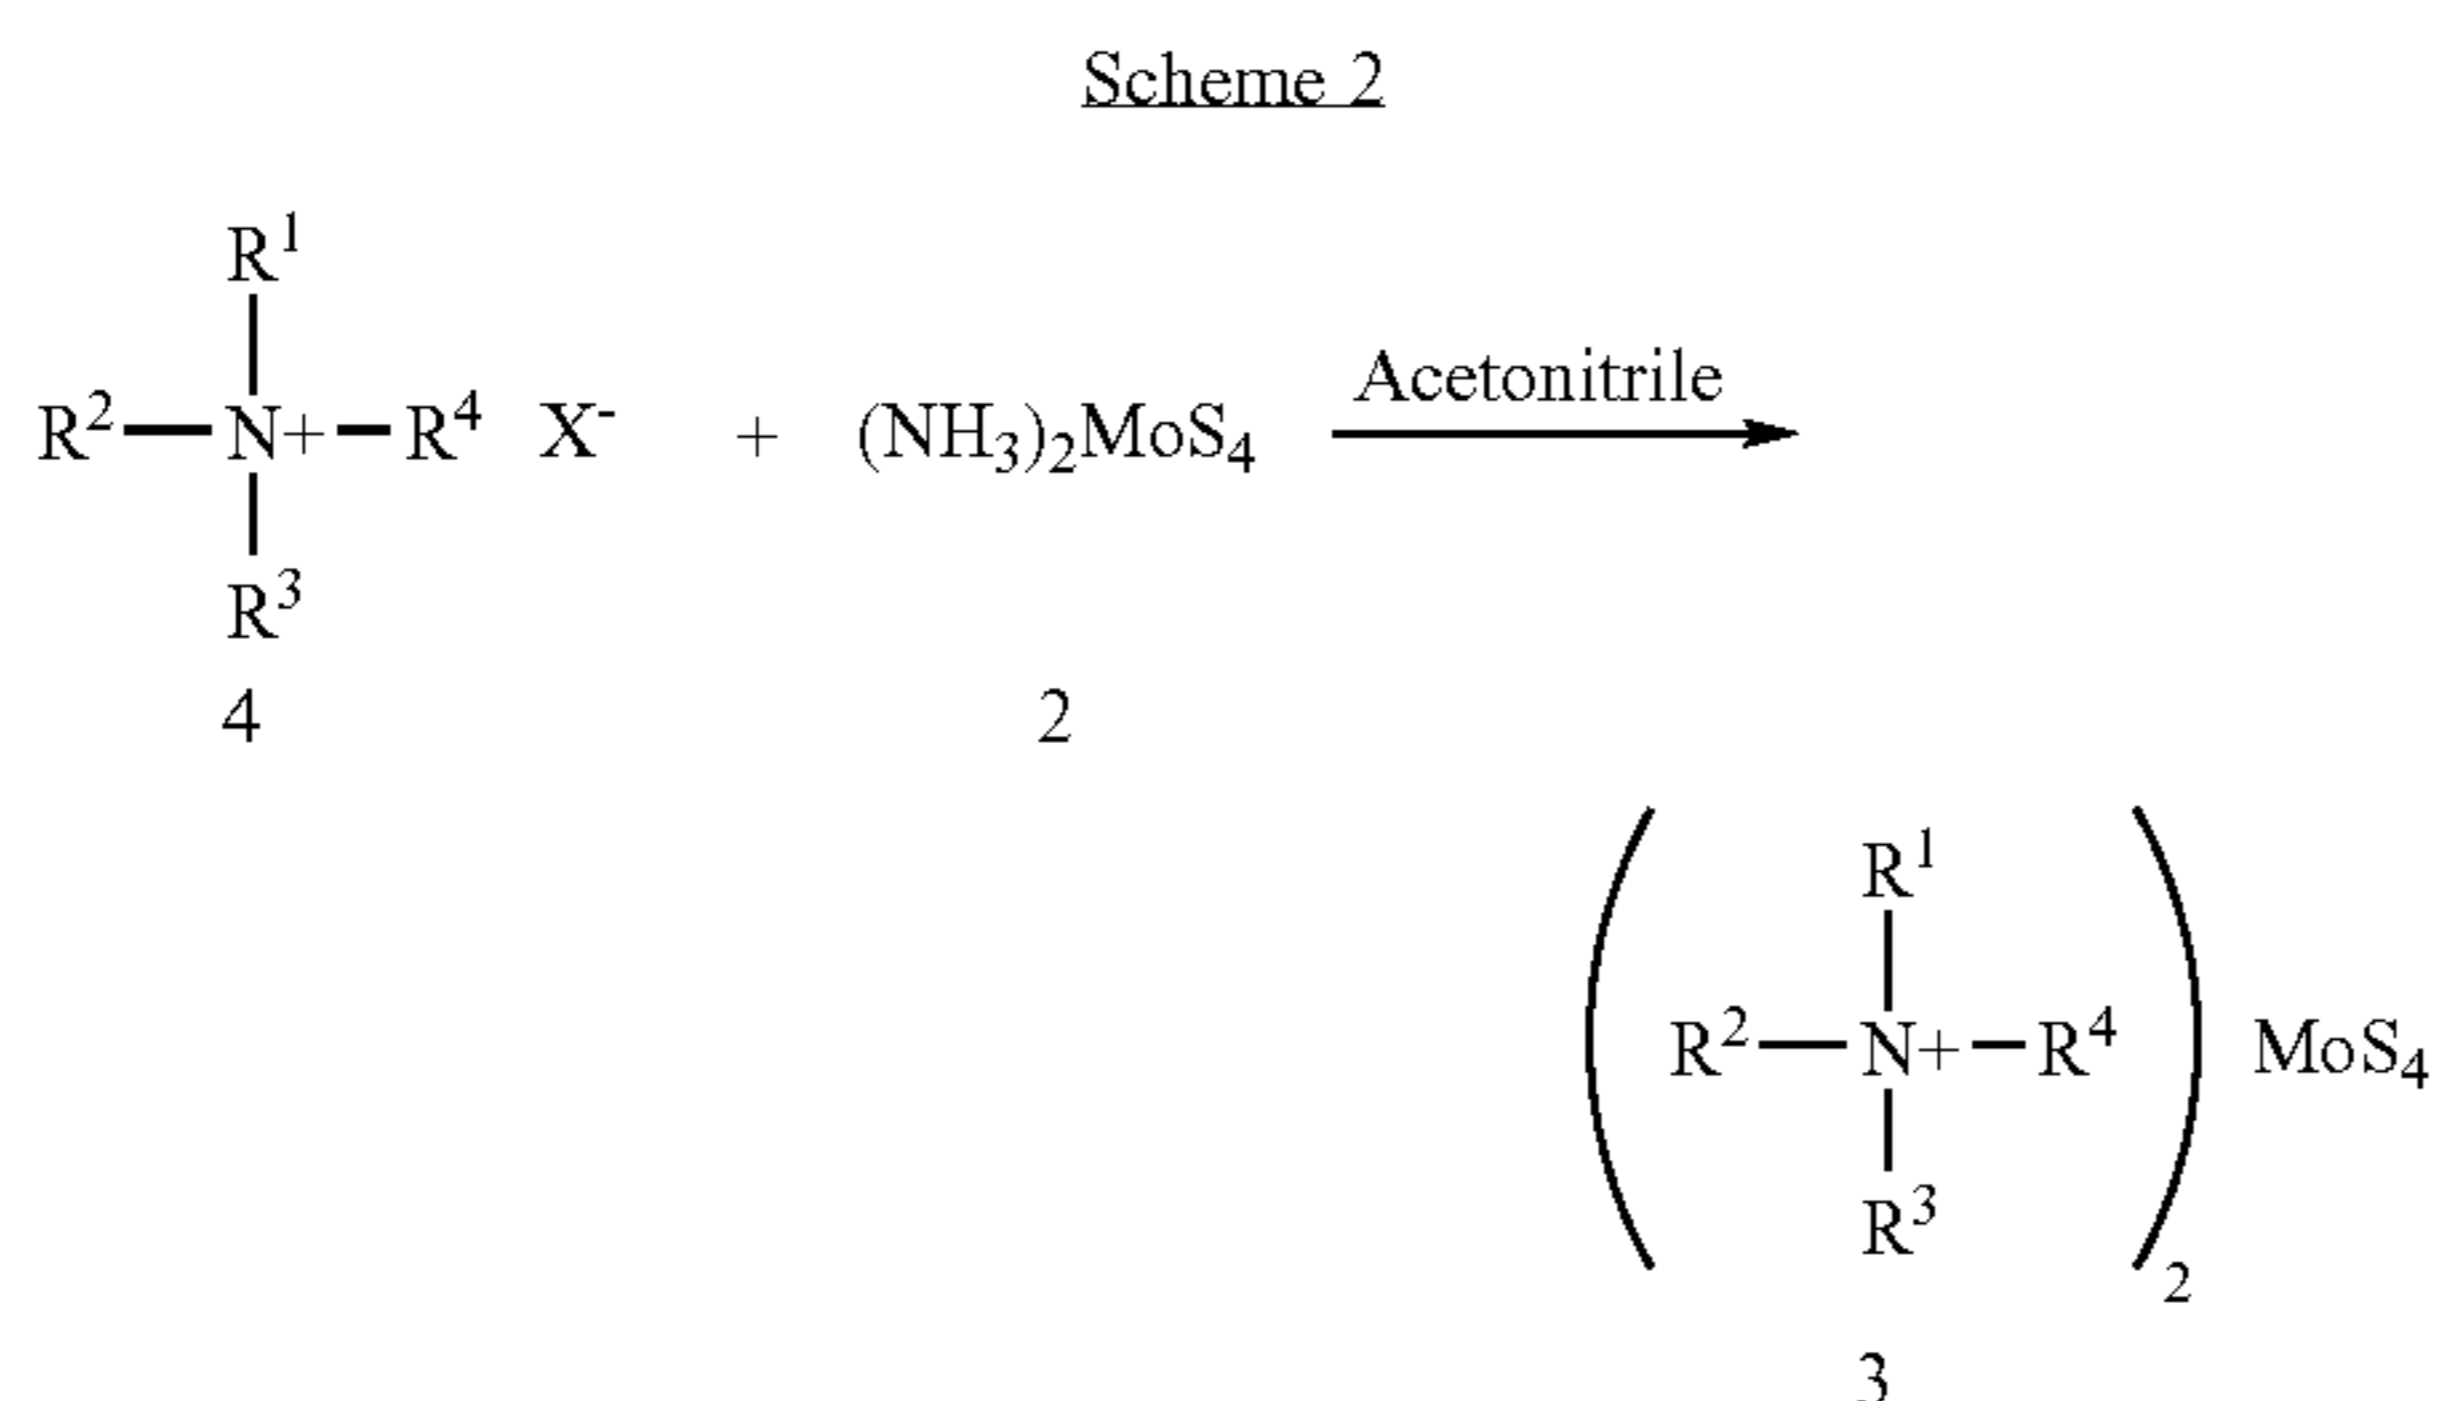 Scheme 2
R¹
Acetonitrile
R² N+ R⁴ X⁻ + (NH₃)₂MoS₄
R³
4 2
R¹
R² N+ R⁴ MoS₄
R³
2
3